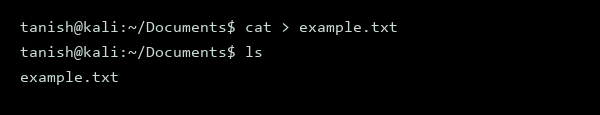 tanish@kali:~/Documents$ cat > example.txt
tanish@kali:~/Documents$ ls
example.txt